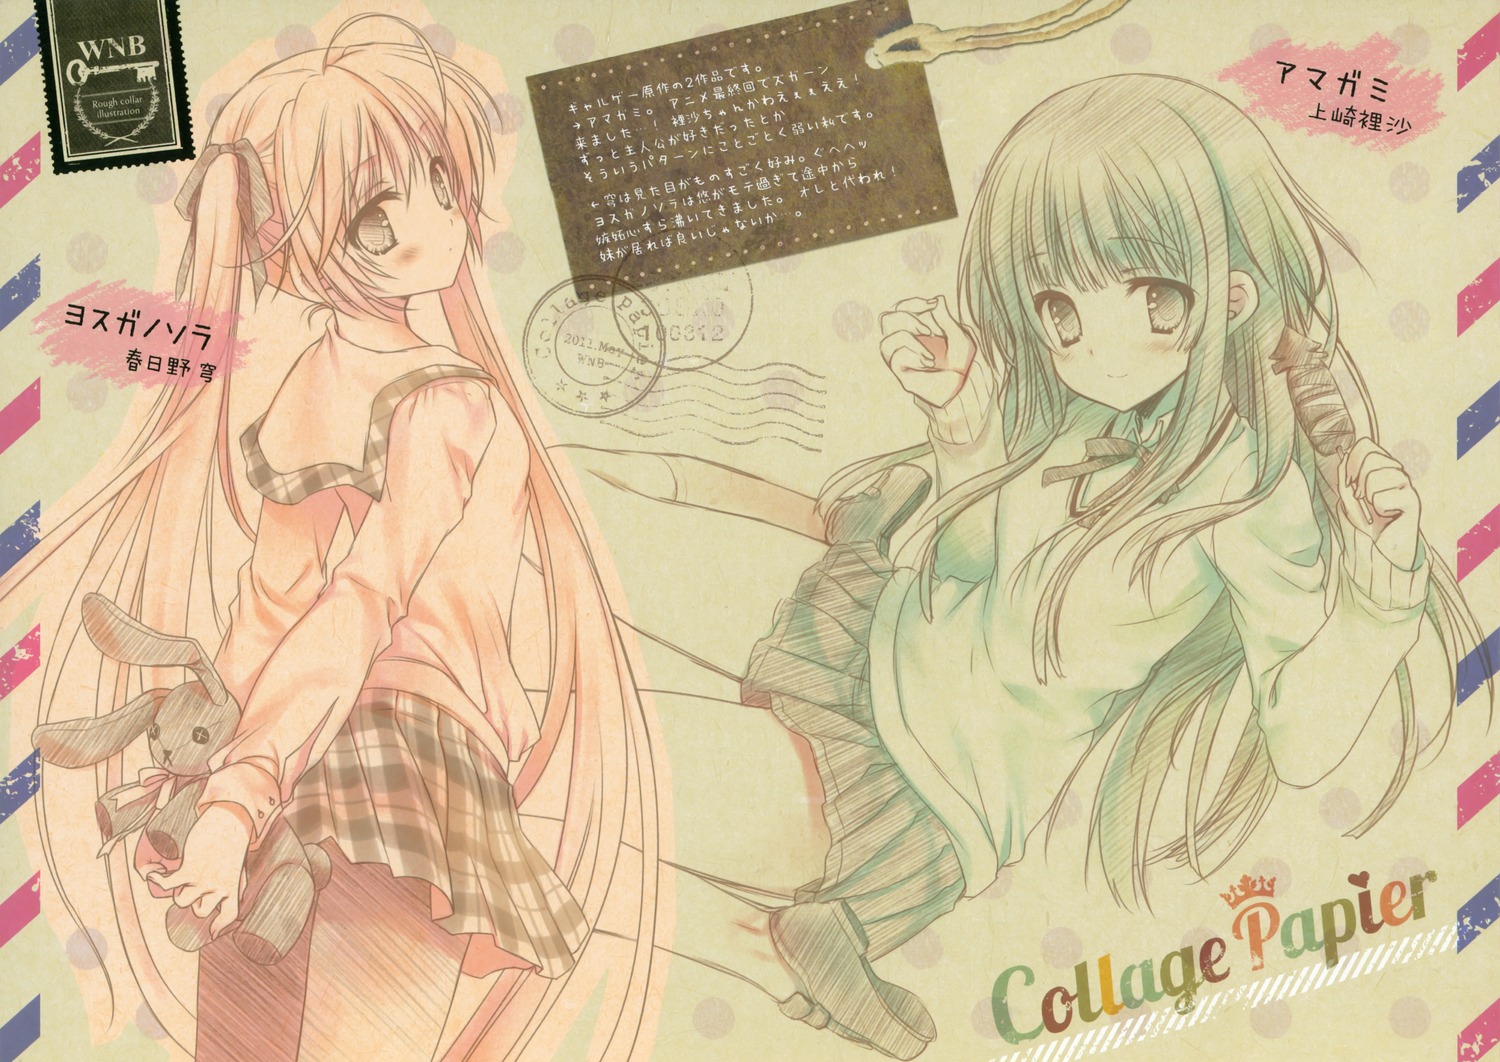 WNB
Rough collar
illustration
ギャルゲー原作の2作品です。
→アマガミ。 アニメ最終回でズガーン
来ました…! 裡沙ちゃんかわえぇぇええ!
ずっと主人公が好きだったとか
そういうパターンにことごとく弱い私です。
←穹は見た目がものすごく好み。ぐへヘッ
ヨスガノソラは悠がモテ過ぎて途中から
嫉妬心すら沸いてきました。 オレと代われ!
妹が居れば良いじゃないか…。
アマガミ
上崎裡沙
ヨスガノソラ
春日野 穹
Collage Papi
2011.May
WNB
00812
Collage Papier